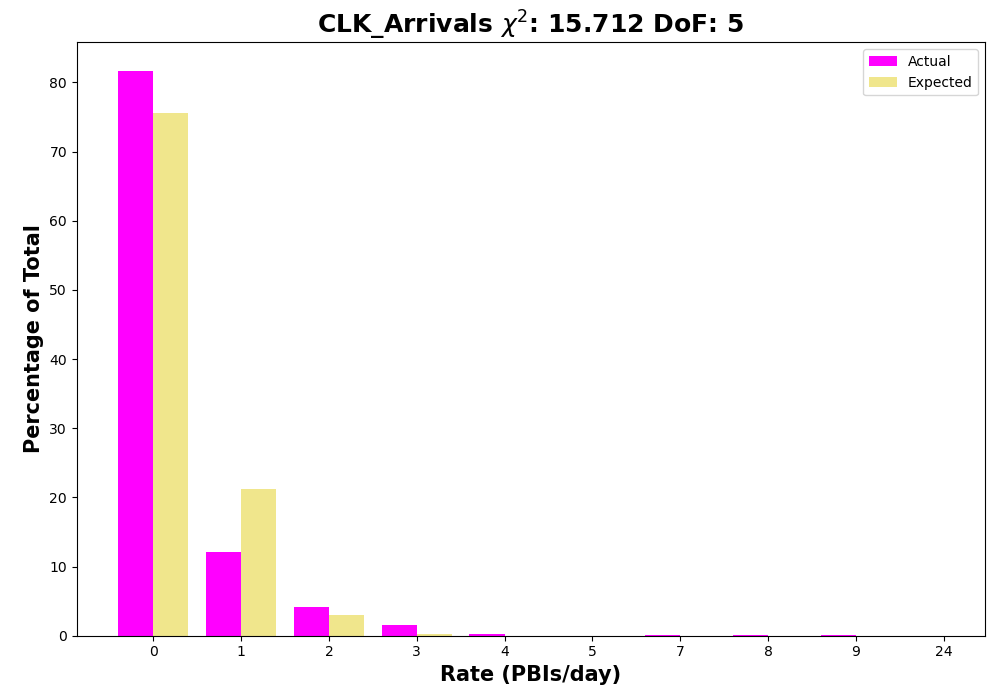 CLK_Arrivals χ²: 15.712 DoF: 5
Actual
Expected
80
70
60
50
40
30
20
10
0
Percentage of Total
0 1 2 3 4 5 7 8 9 24
Rate (PBIs/day)